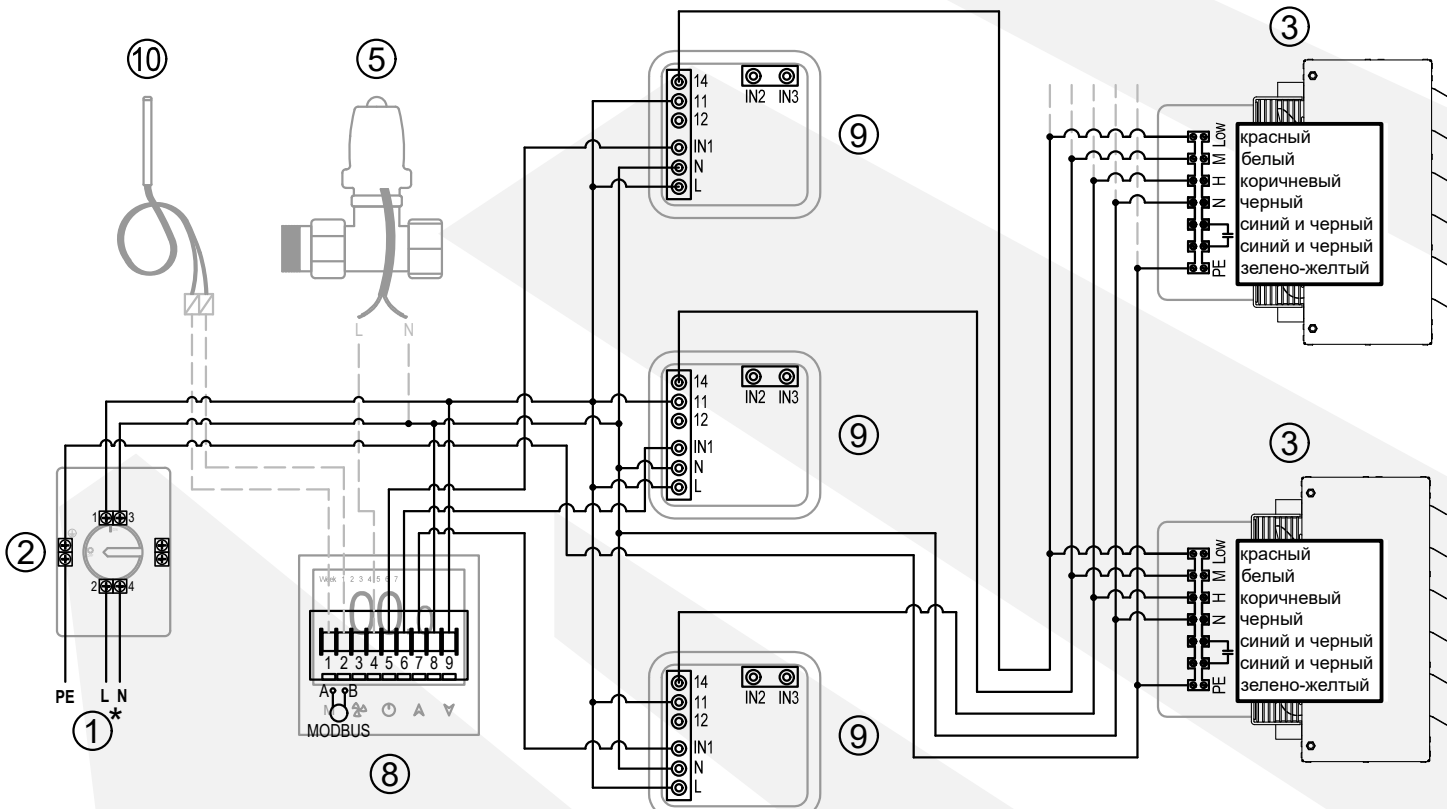 10
5
L N
2
1 3
2 4
PE L N
*
1
Week 1 2 3 4 5 6 7
00
1 2 3 4 5 6 7 8 9
A B
MODBUS
8
14
11
12
IN1
N
L
IN2 IN3
9
14
11
12
IN1
N
L
IN2 IN3
9
14
11
12
IN1
N
L
IN2 IN3
9
3
Low красный
M белый
H коричневый
N черный
синий и черный
синий и черный
PE зелено-желтый
3
Low красный
M белый
H коричневый
N черный
синий и черный
синий и черный
PE зелено-желтый